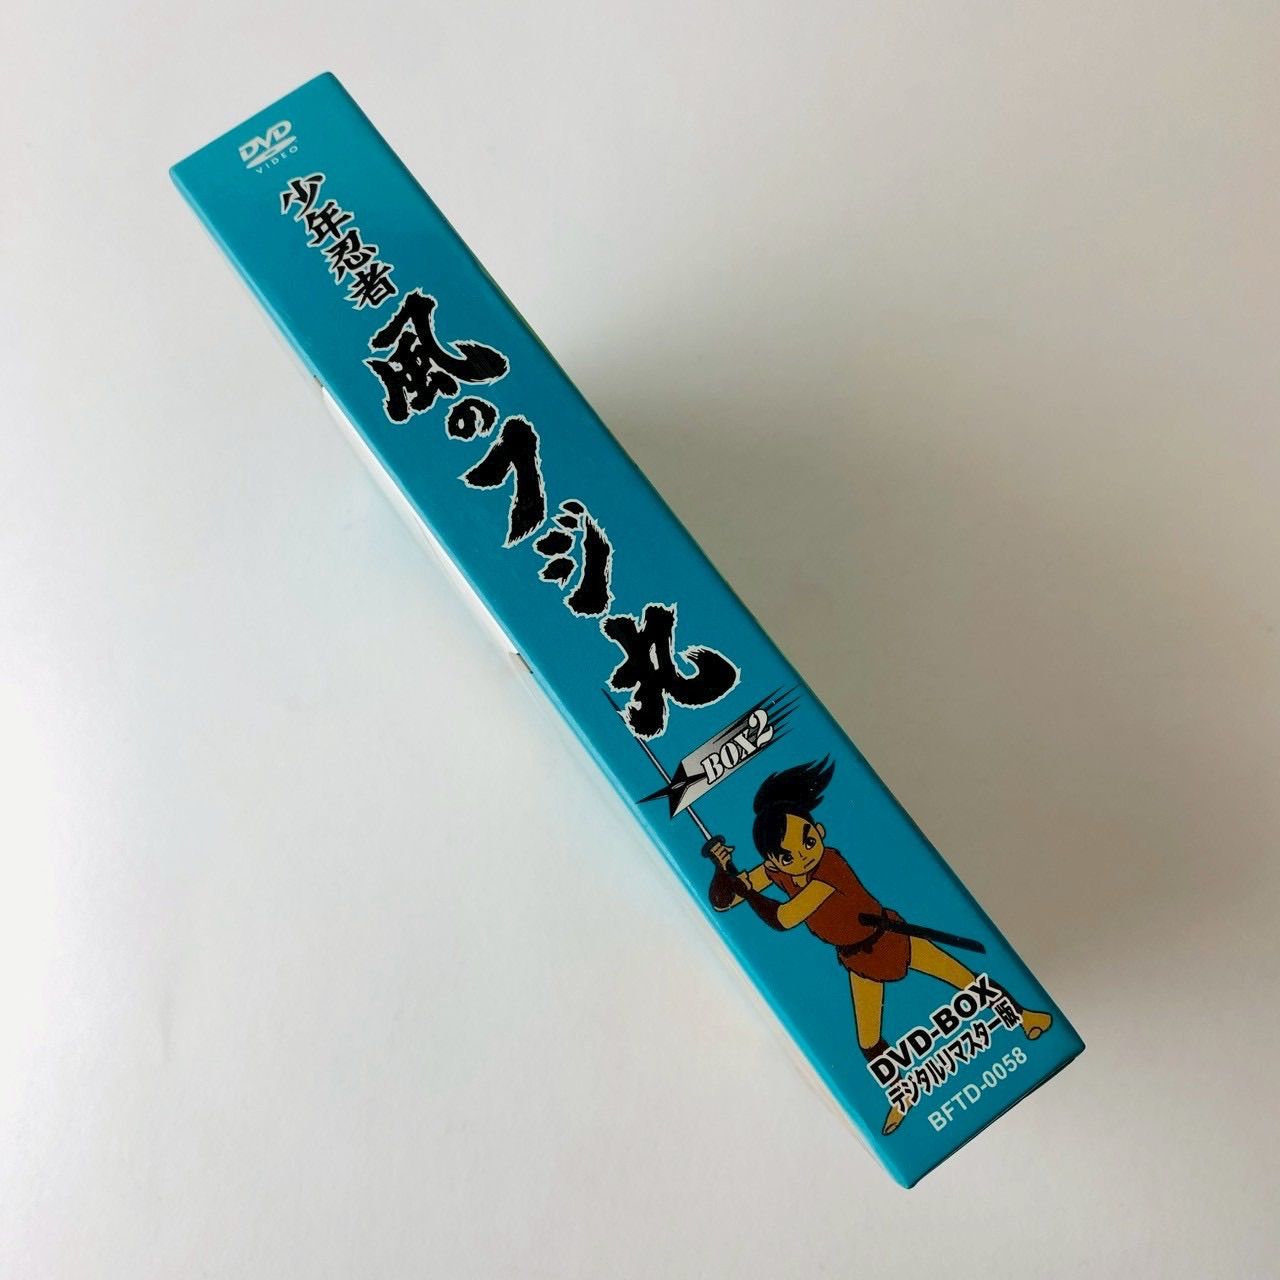 DVD
VIDEO
少年忍者
風のフジ丸
BOX2
DVD-BOX
デジタルリマスター版
BFTD-0058